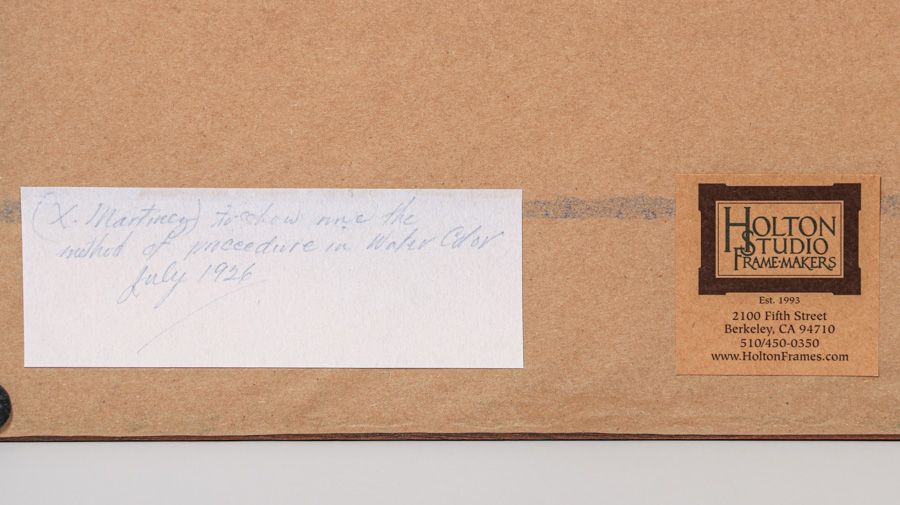 (X. Martinez) to show me the
method of proceedure in Water Color
July 1926
HOLTON
STUDIO
FRAME-MAKERS
Est. 1993
2100 Fifth Street
Berkeley, CA 94710
510/450-0350
www.HoltonFrames.com